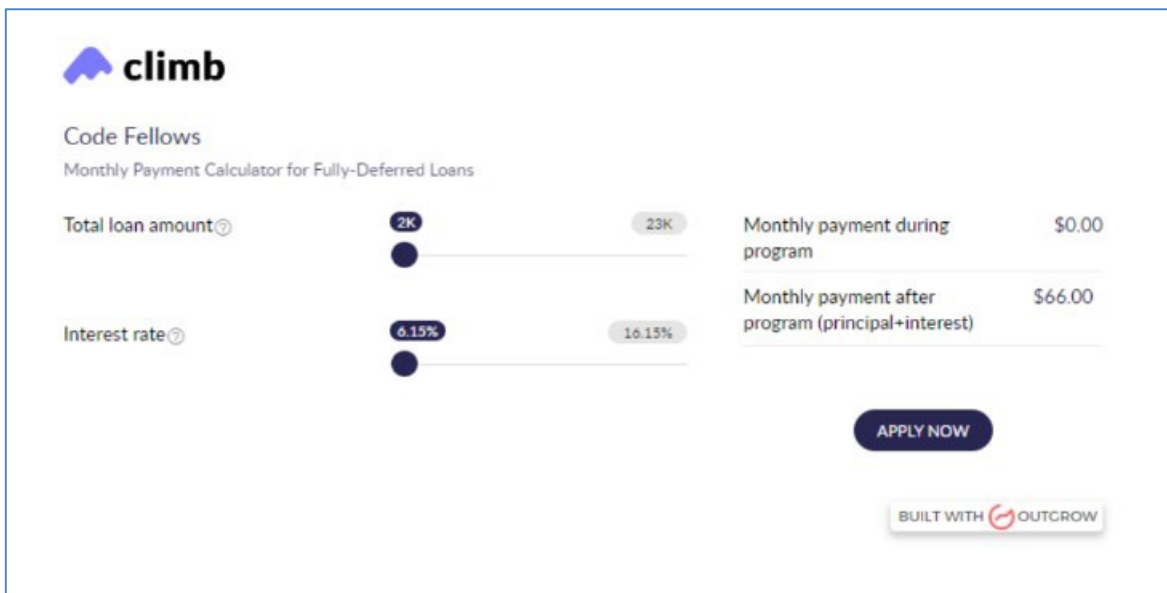 climb
Code Fellows
Monthly Payment Calculator for Fully-Deferred Loans
Total loan amount ?
2K
23K
Monthly payment during
program
$0.00
Monthly payment after
program (principal+interest)
$66.00
Interest rate ?
6.15%
16.15%
APPLY NOW
BUILT WITH OUTGROW